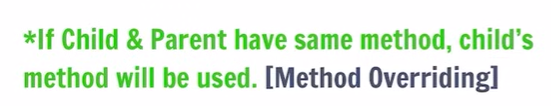 *If Child & Parent have same method, child's
method will be used. [Method Overriding]